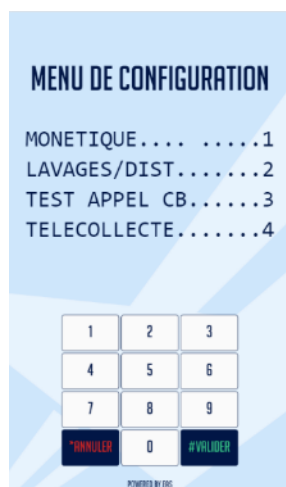 MENU DE CONFIGURATION
MONETIQUE.... .....1
LAVAGES/DIST.......2
TEST APPEL CB......3
TELECOLLECTE.......4
1 2 3
4 5 6
7 8 9
*ANNULER 0 #VALIDER
POWERED BY EAS